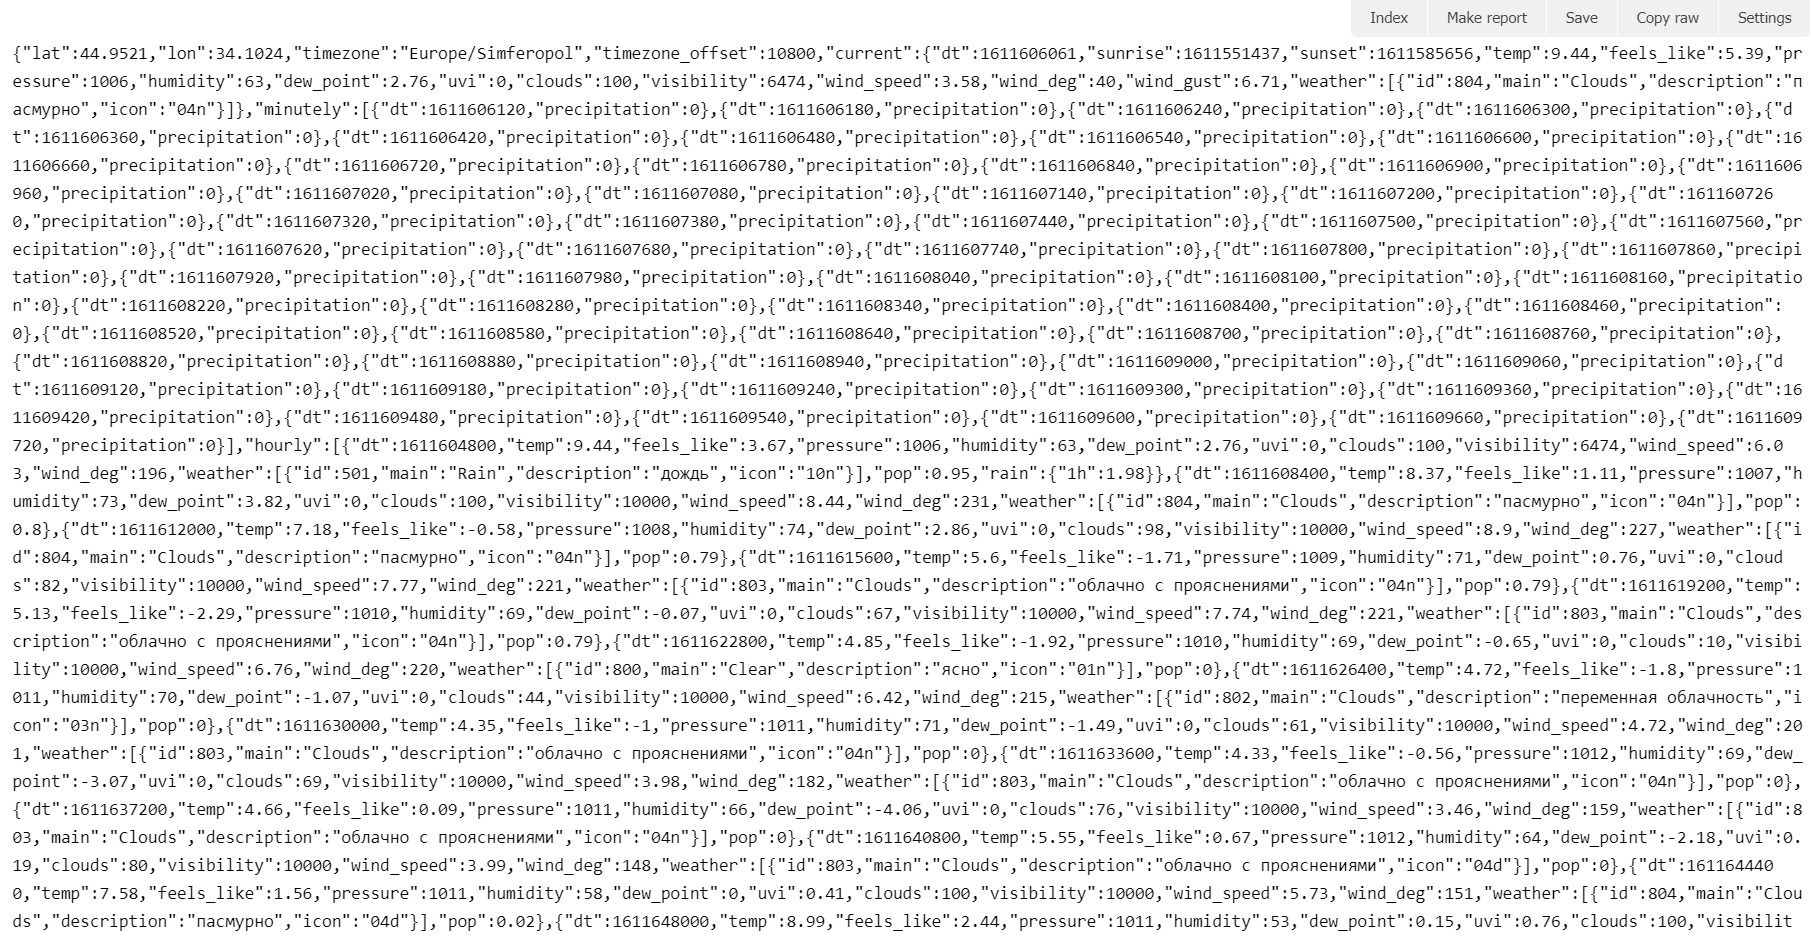 Index Make report Save Copy raw Settings
{"lat":44.9521,"lon":34.1024,"timezone":"Europe/Simferopol","timezone_offset":10800,"current":{"dt":1611606061,"sunrise":1611551437,"sunset":1611585656,"temp":9.44,"feels_like":5.39,"pr
essure":1006,"humidity":63,"dew_point":2.76,"uvi":0,"clouds":100,"visibility":6474,"wind_speed":3.58,"wind_deg":40,"wind_gust":6.71,"weather":[{"id":804,"main":"Clouds","description":"п
асмурно","icon":"04n"}]},"minutely":[{"dt":1611606120,"precipitation":0},{"dt":1611606180,"precipitation":0},{"dt":1611606240,"precipitation":0},{"dt":1611606300,"precipitation":0},{"d
t":1611606360,"precipitation":0},{"dt":1611606420,"precipitation":0},{"dt":1611606480,"precipitation":0},{"dt":1611606540,"precipitation":0},{"dt":1611606600,"precipitation":0},{"dt":16
11606660,"precipitation":0},{"dt":1611606720,"precipitation":0},{"dt":1611606780,"precipitation":0},{"dt":1611606840,"precipitation":0},{"dt":1611606900,"precipitation":0},{"dt":1611606
960,"precipitation":0},{"dt":1611607020,"precipitation":0},{"dt":1611607080,"precipitation":0},{"dt":1611607140,"precipitation":0},{"dt":1611607200,"precipitation":0},{"dt":161160726
0,"precipitation":0},{"dt":1611607320,"precipitation":0},{"dt":1611607380,"precipitation":0},{"dt":1611607440,"precipitation":0},{"dt":1611607500,"precipitation":0},{"dt":1611607560,"pr
ecipitation":0},{"dt":1611607620,"precipitation":0},{"dt":1611607680,"precipitation":0},{"dt":1611607740,"precipitation":0},{"dt":1611607800,"precipitation":0},{"dt":1611607860,"precipi
tation":0},{"dt":1611607920,"precipitation":0},{"dt":1611607980,"precipitation":0},{"dt":1611608040,"precipitation":0},{"dt":1611608100,"precipitation":0},{"dt":1611608160,"precipitatio
n":0},{"dt":1611608220,"precipitation":0},{"dt":1611608280,"precipitation":0},{"dt":1611608340,"precipitation":0},{"dt":1611608400,"precipitation":0},{"dt":1611608460,"precipitation":
0},{"dt":1611608520,"precipitation":0},{"dt":1611608580,"precipitation":0},{"dt":1611608640,"precipitation":0},{"dt":1611608700,"precipitation":0},{"dt":1611608760,"precipitation":0},
{"dt":1611608820,"precipitation":0},{"dt":1611608880,"precipitation":0},{"dt":1611608940,"precipitation":0},{"dt":1611609000,"precipitation":0},{"dt":1611609060,"precipitation":0},{"d
t":1611609120,"precipitation":0},{"dt":1611609180,"precipitation":0},{"dt":1611609240,"precipitation":0},{"dt":1611609300,"precipitation":0},{"dt":1611609360,"precipitation":0},{"dt":16
11609420,"precipitation":0},{"dt":1611609480,"precipitation":0},{"dt":1611609540,"precipitation":0},{"dt":1611609600,"precipitation":0},{"dt":1611609660,"precipitation":0},{"dt":1611609
720,"precipitation":0}],"hourly":[{"dt":1611604800,"temp":9.44,"feels_like":3.67,"pressure":1006,"humidity":63,"dew_point":2.76,"uvi":0,"clouds":100,"visibility":6474,"wind_speed":6.0
3,"wind_deg":196,"weather":[{"id":501,"main":"Rain","description":"дождь","icon":"10n"}],"pop":0.95,"rain":{"1h":1.98}},{"dt":1611608400,"temp":8.37,"feels_like":1.11,"pressure":1007,"h
umidity":73,"dew_point":3.82,"uvi":0,"clouds":100,"visibility":10000,"wind_speed":8.44,"wind_deg":231,"weather":[{"id":804,"main":"Clouds","description":"пасмурно","icon":"04n"}],"pop":
0.8},{"dt":1611612000,"temp":7.18,"feels_like":-0.58,"pressure":1008,"humidity":74,"dew_point":2.86,"uvi":0,"clouds":98,"visibility":10000,"wind_speed":8.9,"wind_deg":227,"weather":[{"i
d":804,"main":"Clouds","description":"пасмурно","icon":"04n"}],"pop":0.79},{"dt":1611615600,"temp":5.6,"feels_like":-1.71,"pressure":1009,"humidity":71,"dew_point":0.76,"uvi":0,"cloud
s":82,"visibility":10000,"wind_speed":7.77,"wind_deg":221,"weather":[{"id":803,"main":"Clouds","description":"облачно с прояснениями","icon":"04n"}],"pop":0.79},{"dt":1611619200,"temp":
5.13,"feels_like":-2.29,"pressure":1010,"humidity":69,"dew_point":-0.07,"uvi":0,"clouds":67,"visibility":10000,"wind_speed":7.74,"wind_deg":221,"weather":[{"id":803,"main":"Clouds","des
cription":"облачно с прояснениями","icon":"04n"}],"pop":0.79},{"dt":1611622800,"temp":4.85,"feels_like":-1.92,"pressure":1010,"humidity":69,"dew_point":-0.65,"uvi":0,"clouds":10,"visibi
lity":10000,"wind_speed":6.76,"wind_deg":220,"weather":[{"id":800,"main":"Clear","description":"ясно","icon":"01n"}],"pop":0},{"dt":1611626400,"temp":4.72,"feels_like":-1.8,"pressure":1
011,"humidity":70,"dew_point":-1.07,"uvi":0,"clouds":44,"visibility":10000,"wind_speed":6.42,"wind_deg":215,"weather":[{"id":802,"main":"Clouds","description":"переменная облачность","i
con":"03n"}],"pop":0},{"dt":1611630000,"temp":4.35,"feels_like":-1,"pressure":1011,"humidity":71,"dew_point":-1.49,"uvi":0,"clouds":61,"visibility":10000,"wind_speed":4.72,"wind_deg":20
1,"weather":[{"id":803,"main":"Clouds","description":"облачно с прояснениями","icon":"04n"}],"pop":0},{"dt":1611633600,"temp":4.33,"feels_like":-0.56,"pressure":1012,"humidity":69,"dew_
point":-3.07,"uvi":0,"clouds":69,"visibility":10000,"wind_speed":3.98,"wind_deg":182,"weather":[{"id":803,"main":"Clouds","description":"облачно с прояснениями","icon":"04n"}],"pop":0},
{"dt":1611637200,"temp":4.66,"feels_like":0.09,"pressure":1011,"humidity":66,"dew_point":-4.06,"uvi":0,"clouds":76,"visibility":10000,"wind_speed":3.46,"wind_deg":159,"weather":[{"id":8
03,"main":"Clouds","description":"облачно с прояснениями","icon":"04n"}],"pop":0},{"dt":1611640800,"temp":5.55,"feels_like":0.67,"pressure":1012,"humidity":64,"dew_point":-2.18,"uvi":0.
19,"clouds":80,"visibility":10000,"wind_speed":3.99,"wind_deg":148,"weather":[{"id":803,"main":"Clouds","description":"облачно с прояснениями","icon":"04d"}],"pop":0},{"dt":161164440
0,"temp":7.58,"feels_like":1.56,"pressure":1011,"humidity":58,"dew_point":0,"uvi":0.41,"clouds":100,"visibility":10000,"wind_speed":5.73,"wind_deg":151,"weather":[{"id":804,"main":"Clou
ds","description":"пасмурно","icon":"04d"}],"pop":0.02},{"dt":1611648000,"temp":8.99,"feels_like":2.44,"pressure":1011,"humidity":53,"dew_point":0.15,"uvi":0.76,"clouds":100,"visibilit